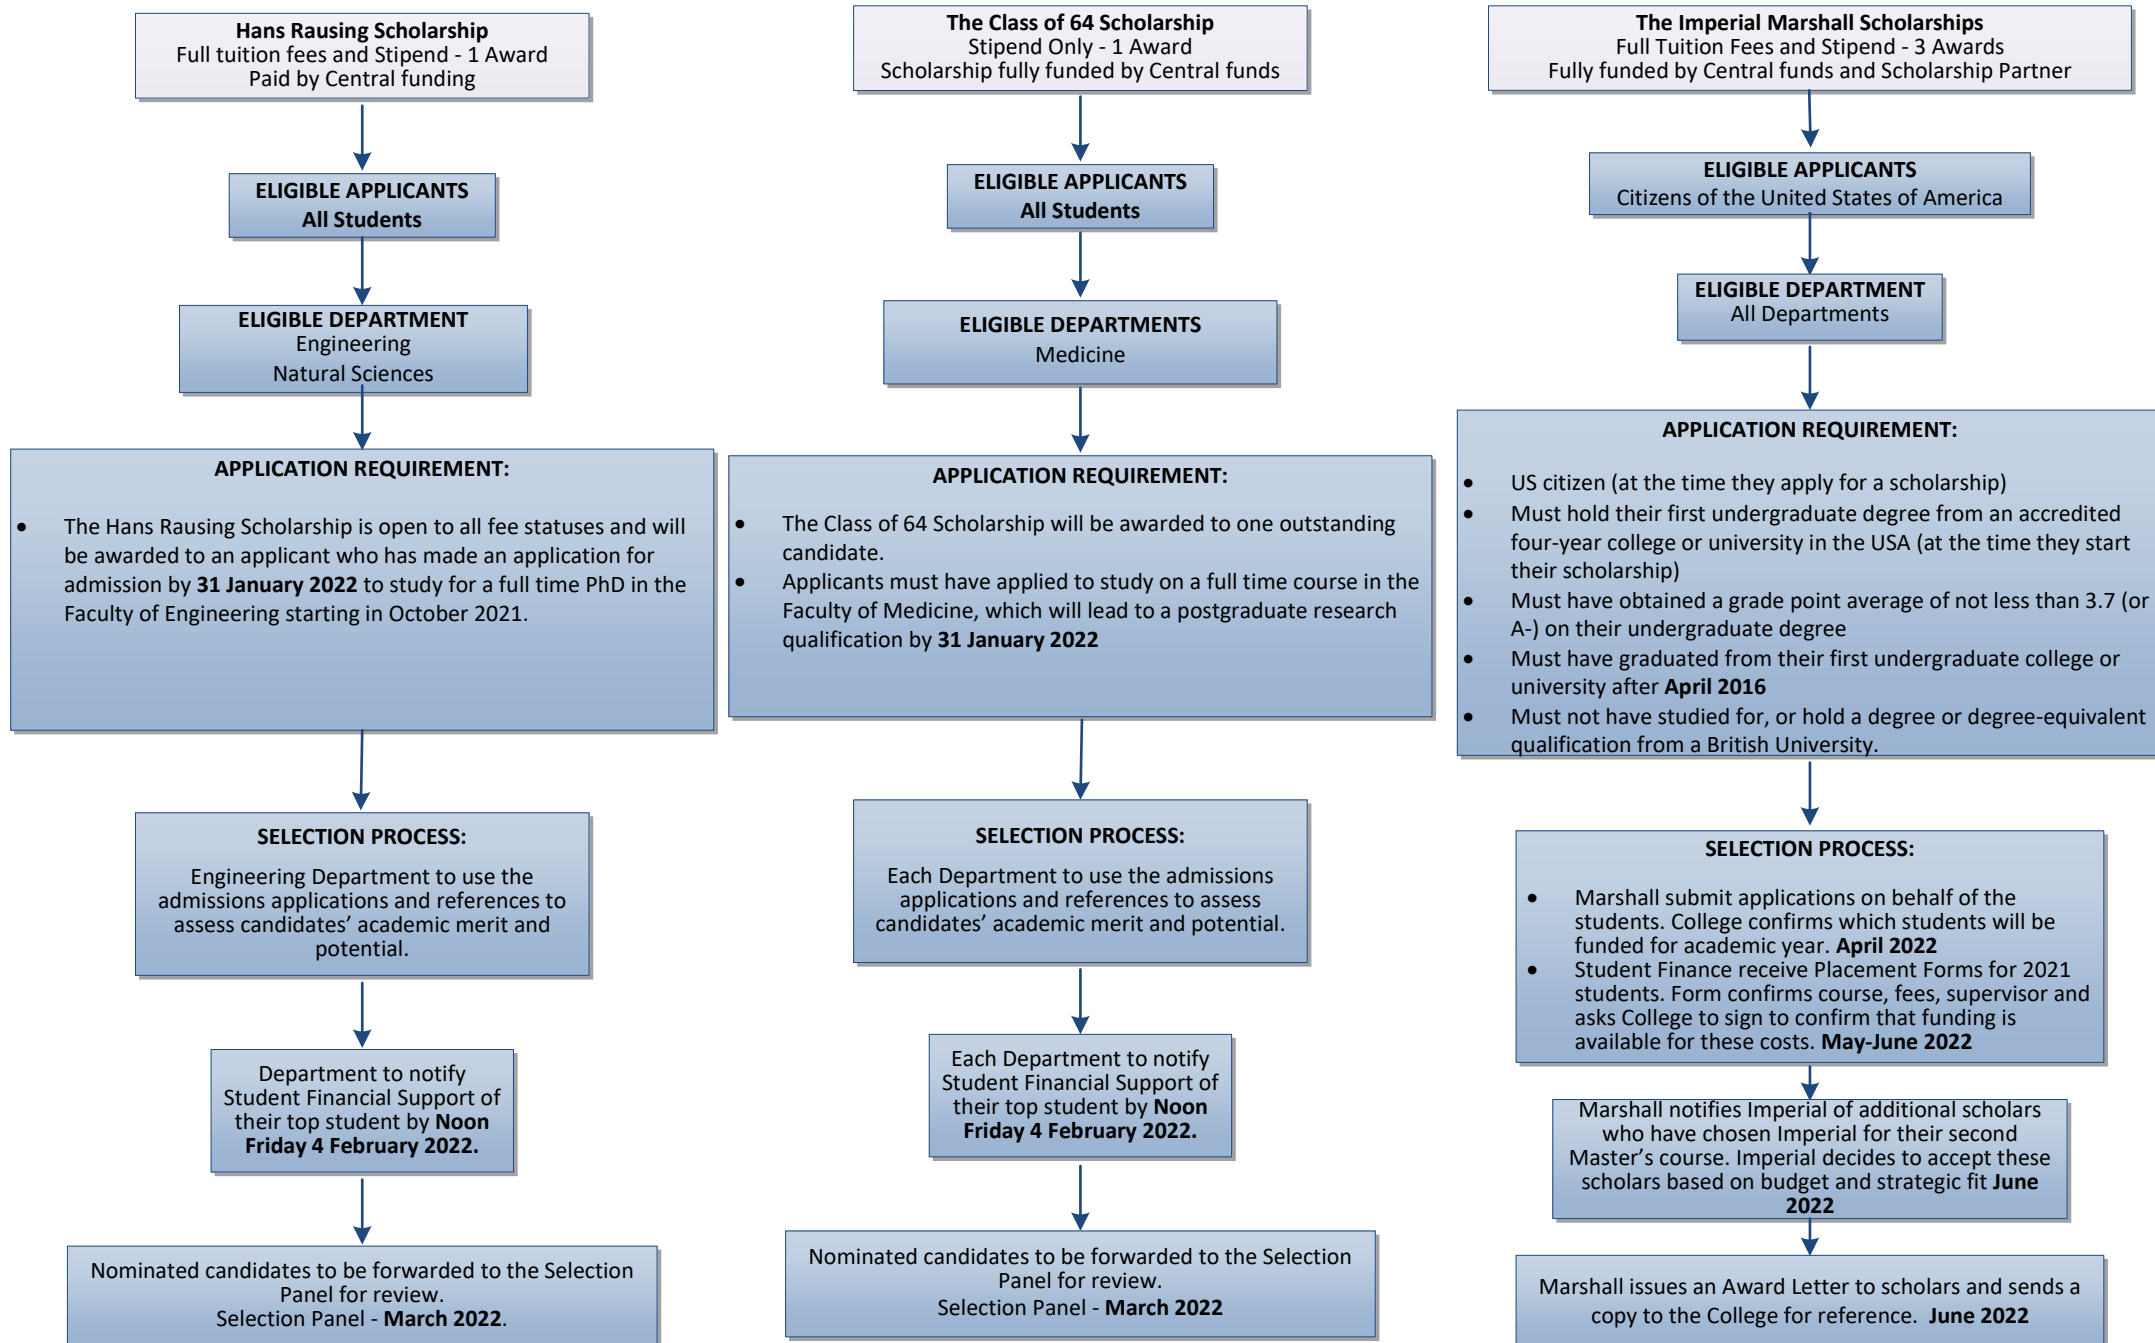 Hans Rausing Scholarship
Full tuition fees and Stipend - 1 Award
Paid by Central funding
ELIGIBLE APPLICANTS
All Students
ELIGIBLE DEPARTMENT
Engineering
Natural Sciences
APPLICATION REQUIREMENT:
• The Hans Rausing Scholarship is open to all fee statuses and will
be awarded to an applicant who has made an application for
admission by 31 January 2022 to study for a full time PhD in the
Faculty of Engineering starting in October 2021.
SELECTION PROCESS:
Engineering Department to use the
admissions applications and references to
assess candidates’ academic merit and
potential.
Department to notify
Student Financial Support of
their top student by Noon
Friday 4 February 2022.
Nominated candidates to be forwarded to the Selection
Panel for review.
Selection Panel - March 2022.
The Class of 64 Scholarship
Stipend Only - 1 Award
Scholarship fully funded by Central funds
ELIGIBLE APPLICANTS
All Students
ELIGIBLE DEPARTMENTS
Medicine
APPLICATION REQUIREMENT:
• The Class of 64 Scholarship will be awarded to one outstanding
candidate.
• Applicants must have applied to study on a full time course in the
Faculty of Medicine, which will lead to a postgraduate research
qualification by 31 January 2022
SELECTION PROCESS:
Each Department to use the admissions
applications and references to assess
candidates’ academic merit and potential.
Each Department to notify
Student Financial Support of
their top student by Noon
Friday 4 February 2022.
Nominated candidates to be forwarded to the Selection
Panel for review.
Selection Panel - March 2022
The Imperial Marshall Scholarships
Full Tuition Fees and Stipend - 3 Awards
Fully funded by Central funds and Scholarship Partner
ELIGIBLE APPLICANTS
Citizens of the United States of America
ELIGIBLE DEPARTMENT
All Departments
APPLICATION REQUIREMENT:
• US citizen (at the time they apply for a scholarship)
• Must hold their first undergraduate degree from an accredited
four-year college or university in the USA (at the time they start
their scholarship)
• Must have obtained a grade point average of not less than 3.7 (or
A-) on their undergraduate degree
• Must have graduated from their first undergraduate college or
university after April 2016
• Must not have studied for, or hold a degree or degree-equivalent
qualification from a British University.
SELECTION PROCESS:
• Marshall submit applications on behalf of the
students. College confirms which students will be
funded for academic year. April 2022
• Student Finance receive Placement Forms for 2021
students. Form confirms course, fees, supervisor and
asks College to sign to confirm that funding is
available for these costs. May-June 2022
Marshall notifies Imperial of additional scholars
who have chosen Imperial for their second
Master’s course. Imperial decides to accept these
scholars based on budget and strategic fit June
2022
Marshall issues an Award Letter to scholars and sends a
copy to the College for reference. June 2022